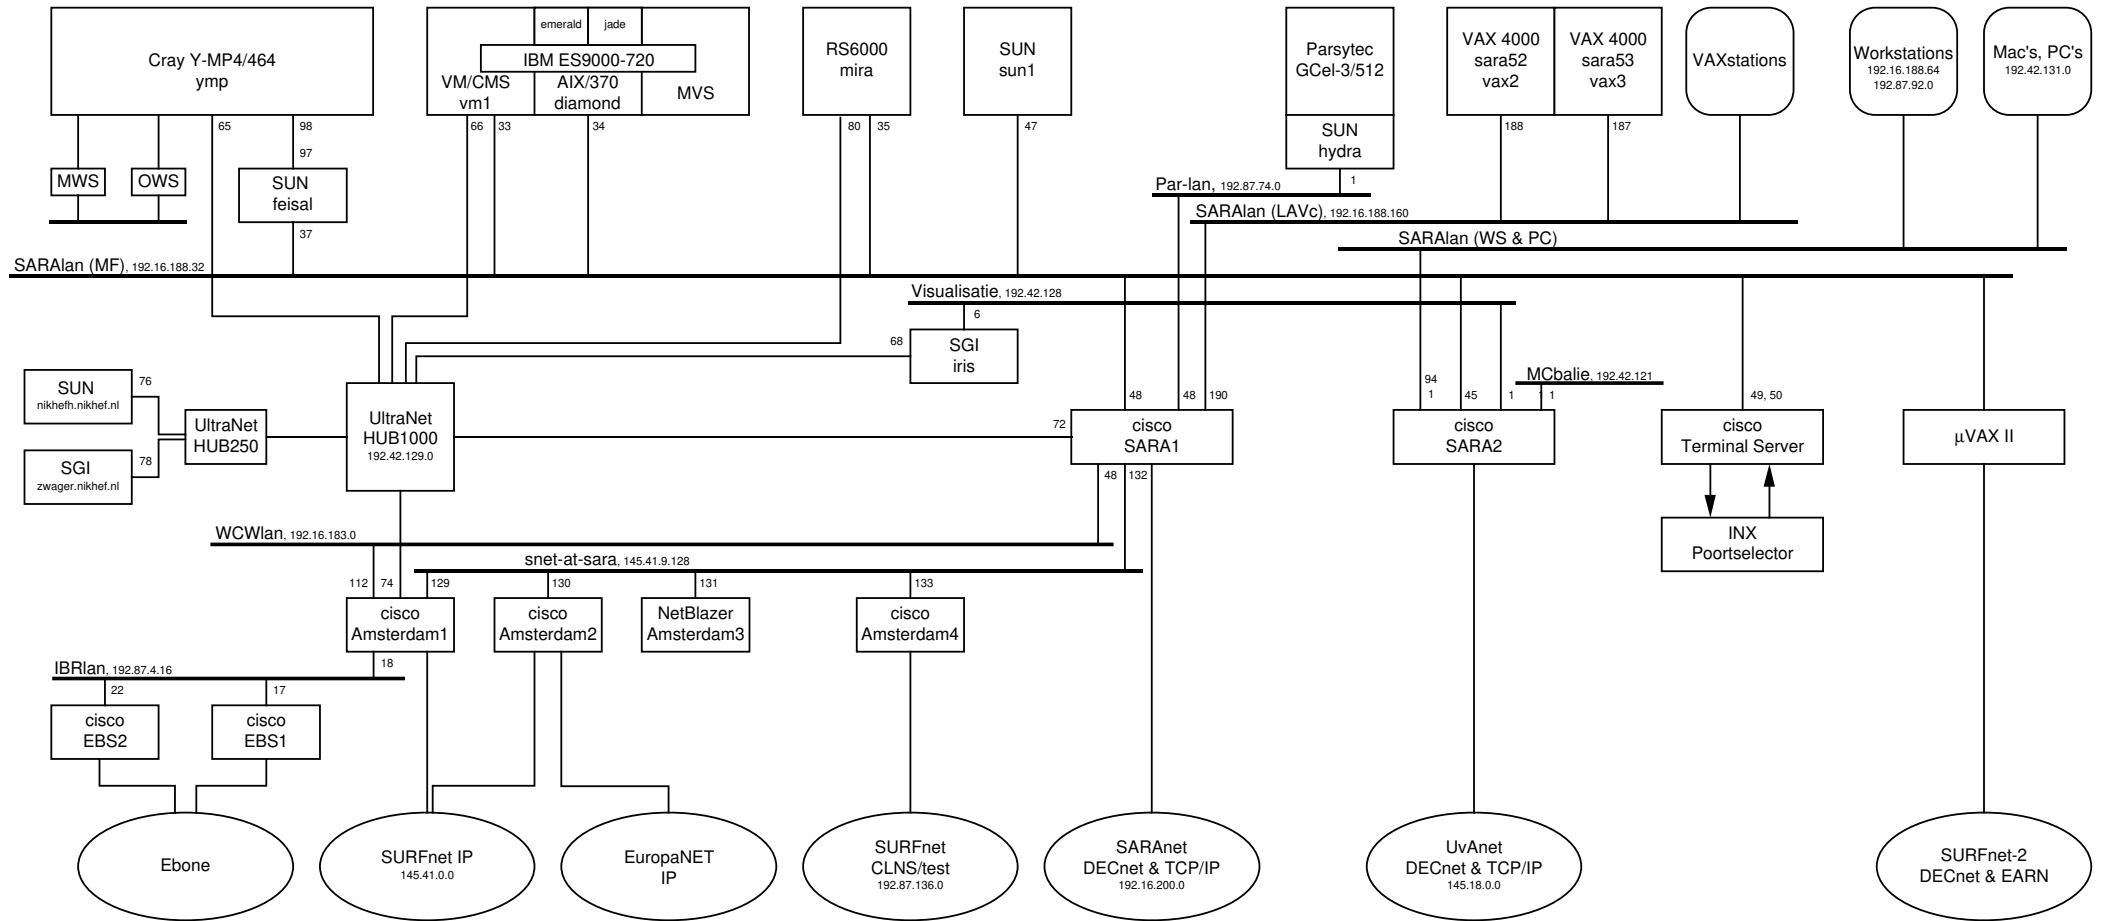 emerald
jade
Cray Y-MP4/464
ymp
IBM ES9000-720
VM/CMS
vm1
AIX/370
diamond
MVS
RS6000
mira
SUN
sun1
Parsytec
GCel-3/512
SUN
hydra
VAX 4000
sara52
vax2
VAX 4000
sara53
vax3
VAXstations
Workstations
192.16.188.64
192.87.92.0
Mac's, PC's
192.42.131.0
65
98
97
66
33
34
80
35
47
188
187
MWS
OWS
SUN
feisal
37
1
Par-lan, 192.87.74.0
SARAlan (LAVc), 192.16.188.160
SARAlan (WS & PC)
SARAlan (MF), 192.16.188.32
Visualisatie, 192.42.128
6
68
SGI
iris
MCbalie, 192.42.121
SUN
nikhefh.nikhef.nl
76
UltraNet
HUB250
SGI
zwager.nikhef.nl
78
UltraNet
HUB1000
192.42.129.0
72
48
48
190
cisco
SARA1
94
1
45
1
1
cisco
SARA2
49, 50
cisco
Terminal Server
µVAX II
48
132
INX
Poortselector
WCWlan, 192.16.183.0
snet-at-sara, 145.41.9.128
112
74
129
130
131
133
cisco
Amsterdam1
cisco
Amsterdam2
NetBlazer
Amsterdam3
cisco
Amsterdam4
18
IBRlan, 192.87.4.16
22
17
cisco
EBS2
cisco
EBS1
Ebone
SURFnet IP
145.41.0.0
EuropaNET
IP
SURFnet
CLNS/test
192.87.136.0
SARAnet
DECnet & TCP/IP
192.16.200.0
UvAnet
DECnet & TCP/IP
145.18.0.0
SURFnet-2
DECnet & EARN